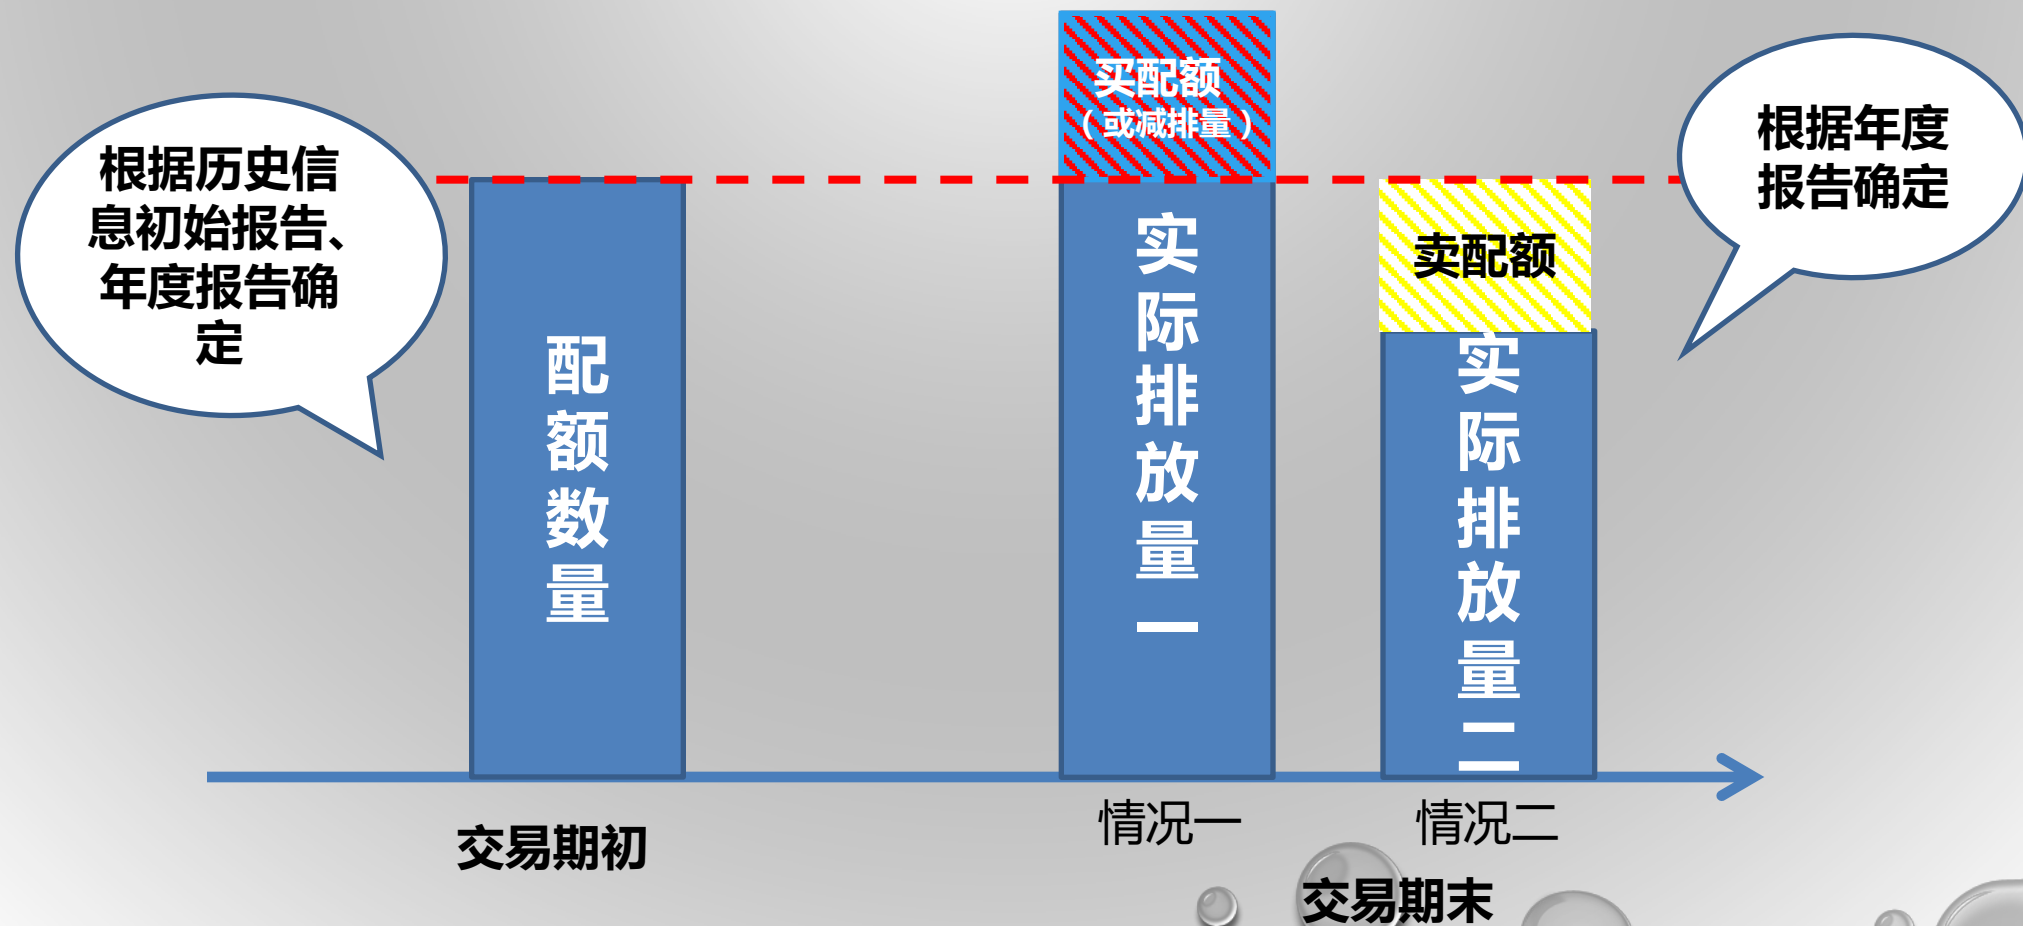 根据历史信
息初始报告、
年度报告确
定
配
额
数
量
买配额
（或减排量）
实
际
排
放
量
一
卖配额
实
际
排
放
量
二
根据年度
报告确定
交易期初
情况一
情况二
交易期末